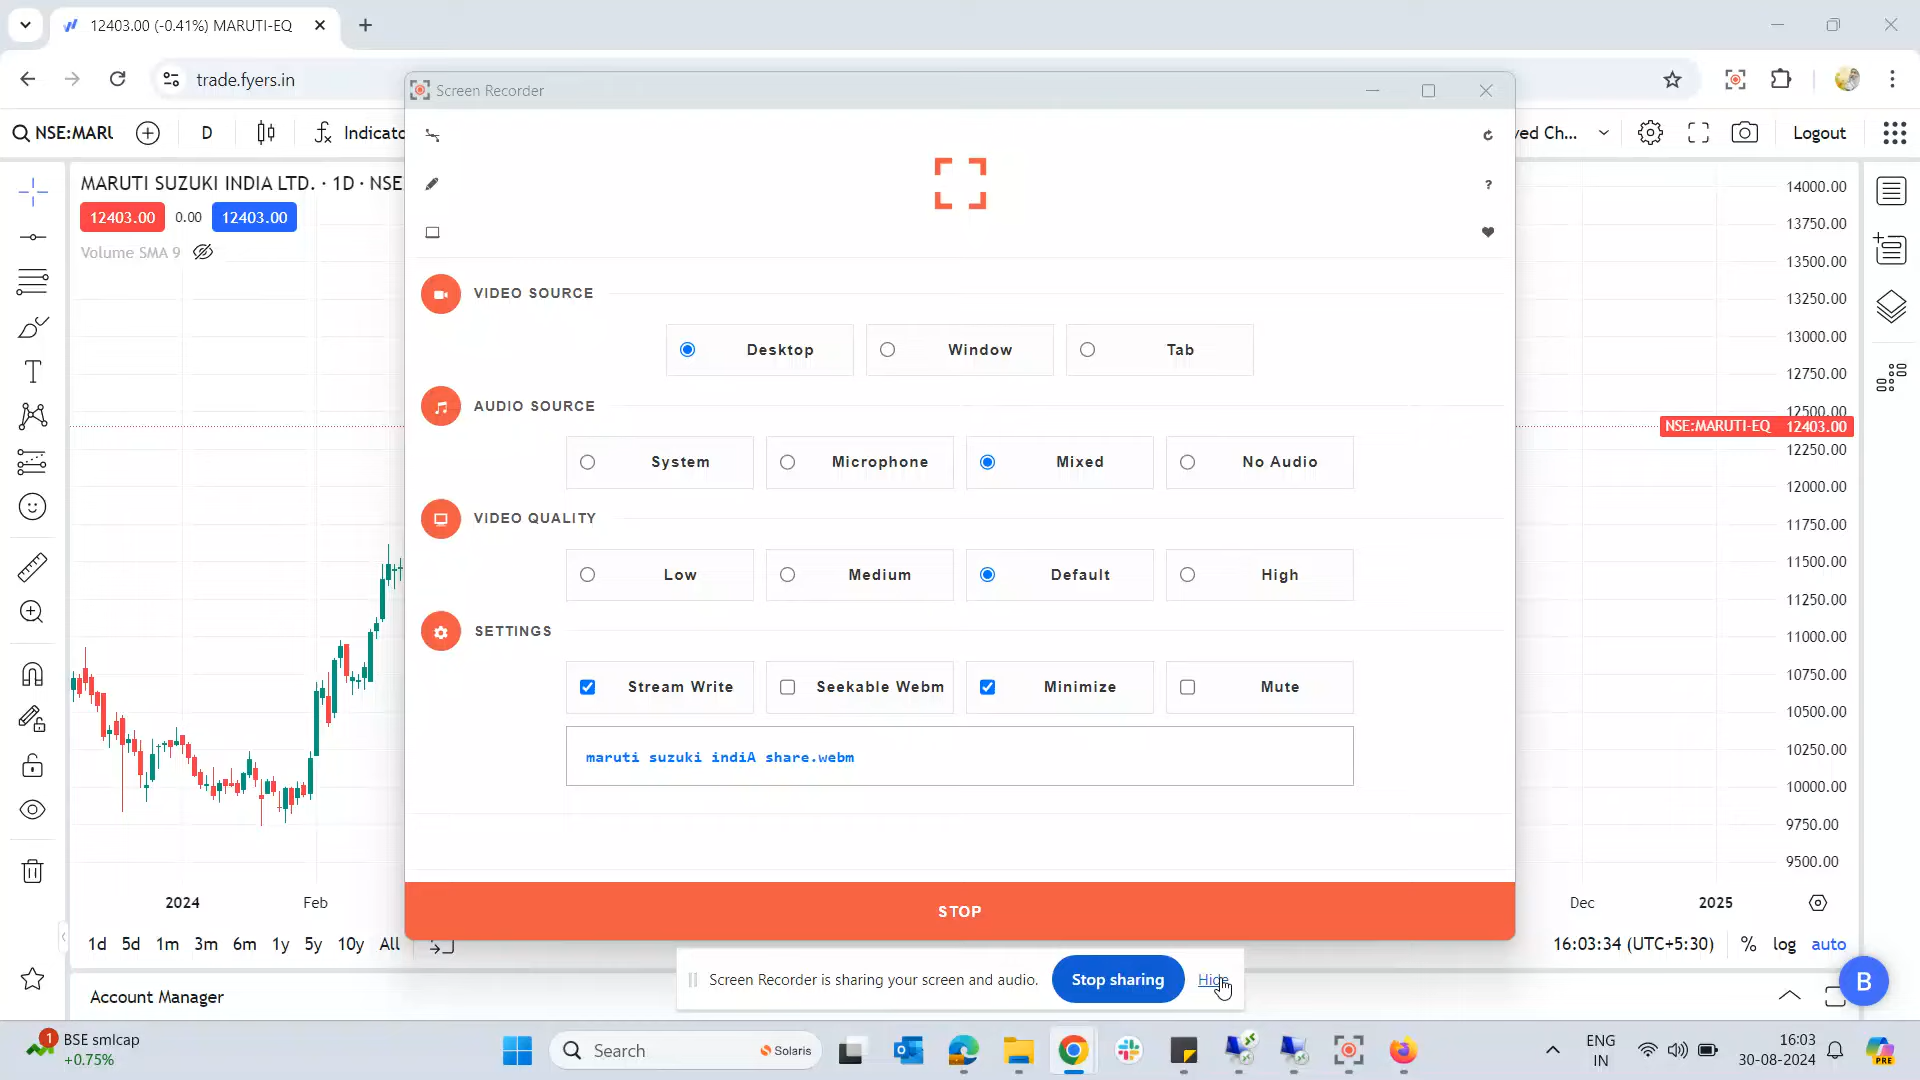 12403.00 (-0.41%) MARUTI-EQ
trade.fyers.in
Screen Recorder
NSE:MARU
D
Indicato
ved Ch...
Logout
MARUTI SUZUKI INDIA LTD. · 1D · NSE
12403.00 0.00 12403.00
Volume SMA 9
?
VIDEO SOURCE
Desktop Window Tab
AUDIO SOURCE
System Microphone Mixed No Audio
VIDEO QUALITY
Low Medium Default High
SETTINGS
Stream Write Seekable Webm Minimize Mute
maruti suzuki indiA share.webm
STOP
14000.00
13750.00
13500.00
13250.00
13000.00
12750.00
12500.00
NSE:MARUTI-EQ 12403.00
12250.00
12000.00
11750.00
11500.00
11250.00
11000.00
10750.00
10500.00
10250.00
10000.00
9750.00
9500.00
2024 Feb Dec 2025
1d 5d 1m 3m 6m 1y 5y 10y All
16:03:34 (UTC+5:30) % log auto
Screen Recorder is sharing your screen and audio. Stop sharing Hide
Account Manager
B
1
BSE smlcap
+0.75%
Search
Solaris
ENG
IN
16:03
30-08-2024
PRE